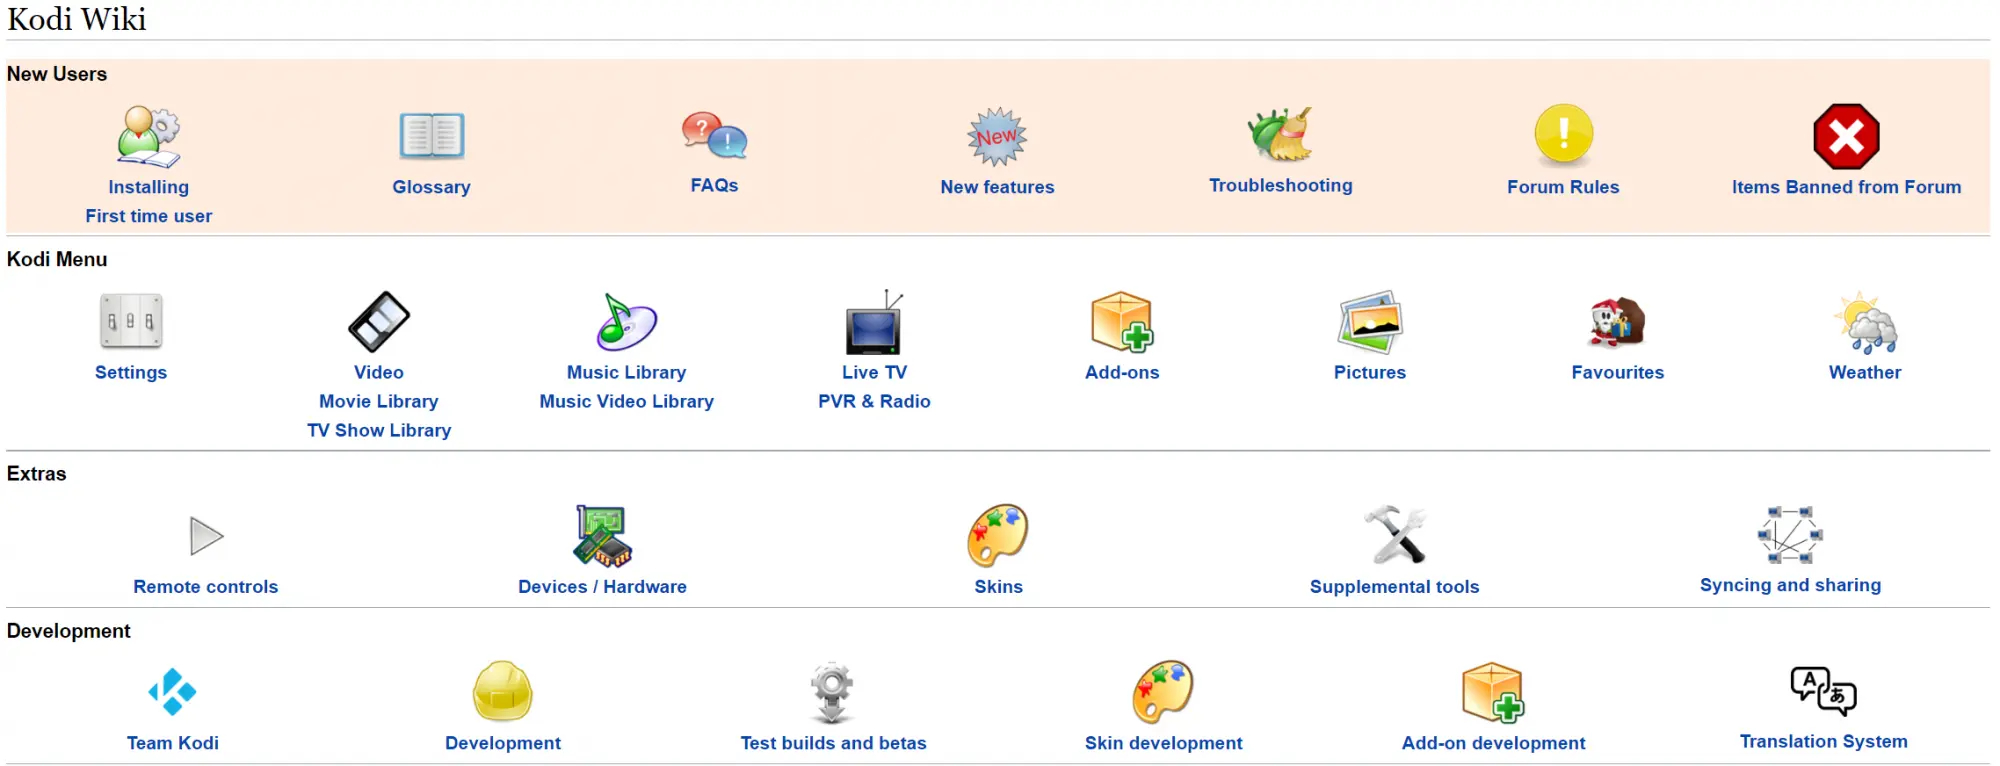 Kodi Wiki
New Users
Installing
First time user
Glossary
?
!
FAQs
New
New features
Troubleshooting
!
Forum Rules
Items Banned from Forum
Kodi Menu
Settings
Video
Movie Library
TV Show Library
Music Library
Music Video Library
Live TV
PVR & Radio
Add-ons
Pictures
Favourites
Weather
Extras
Remote controls
Devices / Hardware
Skins
Supplemental tools
Syncing and sharing
Development
Team Kodi
Development
Test builds and betas
Skin development
Add-on development
A
あ
Translation System